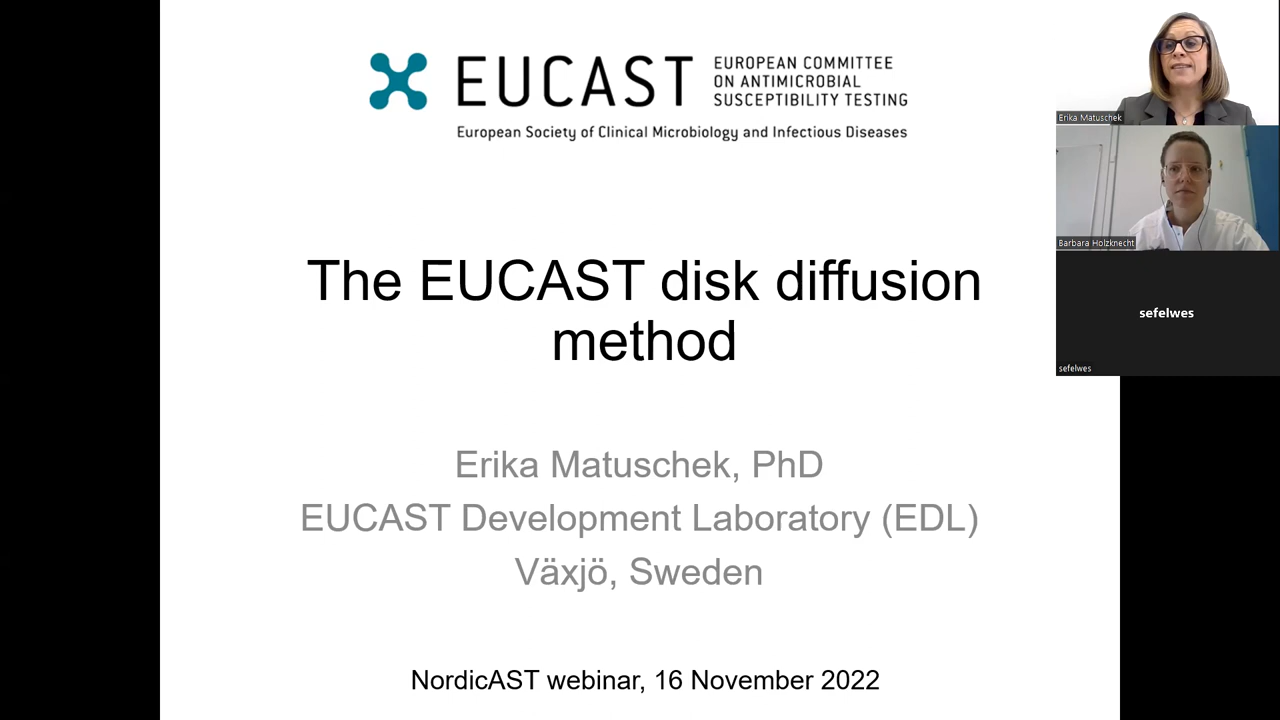 EUCAST
EUROPEAN COMMITTEE
ON ANTIMICROBIAL
SUSCEPTIBILITY TESTING
European Society of Clinical Microbiology and Infectious Diseases
The EUCAST disk diffusion
method
Erika Matuschek, PhD
EUCAST Development Laboratory (EDL)
Växjö, Sweden
NordicAST webinar, 16 November 2022
Erika Matuschek
Barbara Holzknecht
sefelwes
sefelwes